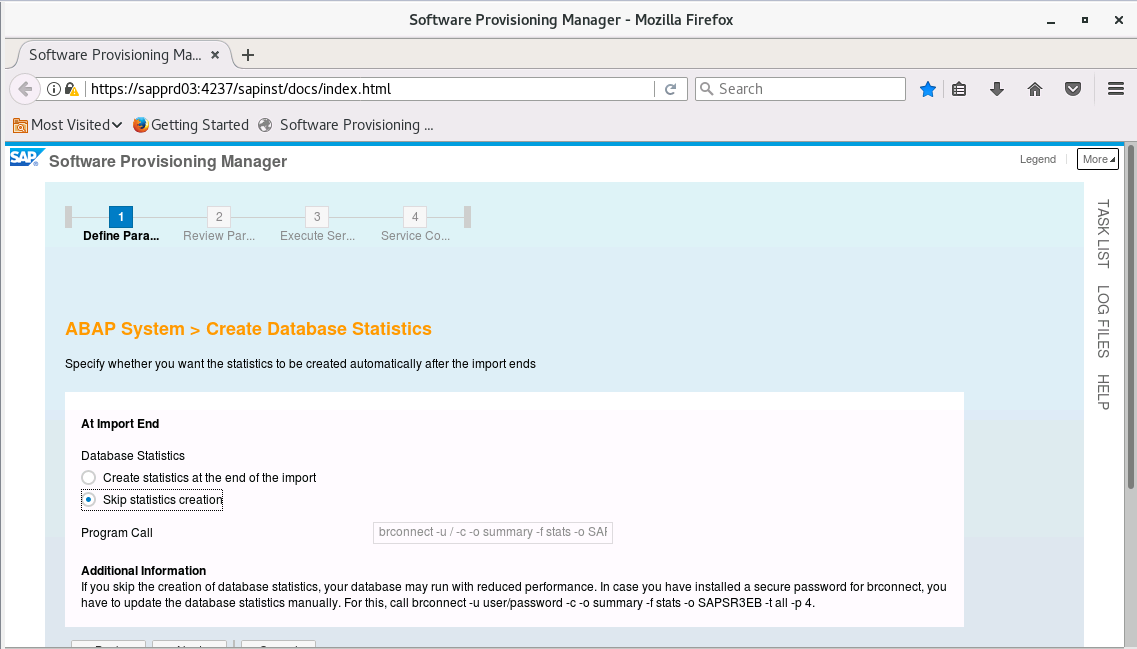 Software Provisioning Manager - Mozilla Firefox
Software Provisioning Ma...
https://sapprd03:4237/sapinst/docs/index.html
Search
Most Visited
Getting Started
Software Provisioning ...
SAP
Software Provisioning Manager
Legend
More
1 2 3 4
Define Para... Review Par... Execute Ser... Service Co...
TASK LIST
LOG FILES
HELP
ABAP System > Create Database Statistics
Specify whether you want the statistics to be created automatically after the import ends
At Import End
Database Statistics
Create statistics at the end of the import
Skip statistics creation
Program Call brconnect -u / -c -o summary -f stats -o SAF
Additional Information
If you skip the creation of database statistics, your database may run with reduced performance. In case you have installed a secure password for brconnect, you
have to update the database statistics manually. For this, call brconnect -u user/password -c -o summary -f stats -o SAPSR3EB -t all -p 4.